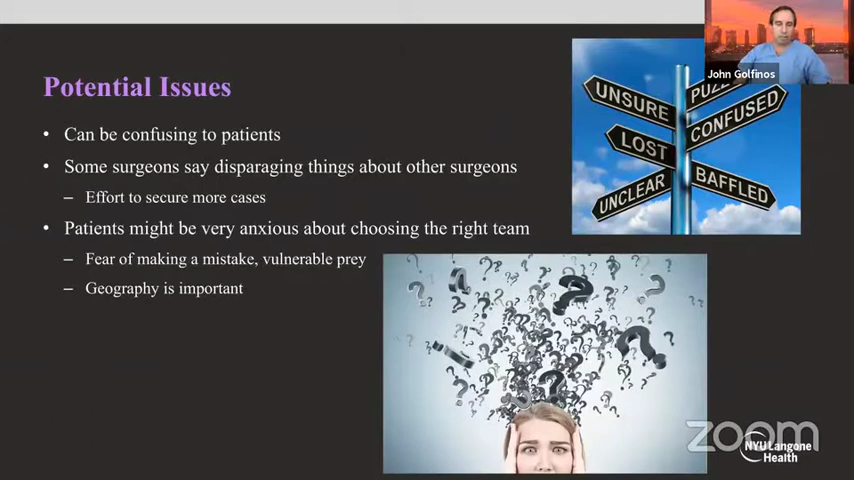 Potential Issues
• Can be confusing to patients
• Some surgeons say disparaging things about other surgeons
– Effort to secure more cases
• Patients might be very anxious about choosing the right team
– Fear of making a mistake, vulnerable prey
– Geography is important
John Golfinos
UNSURE
CONFUSED
LOST
BAFFLED
UNCLEAR
zoom
NYU Langone
Health